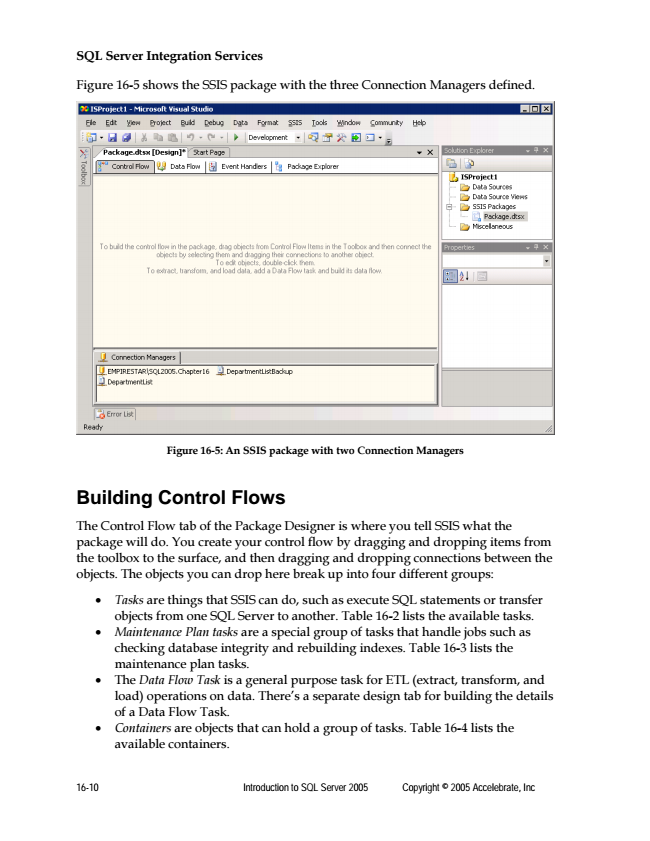 SQL Server Integration Services
Figure 16-5 shows the SSIS package with the three Connection Managers defined.
ISProject1 - Microsoft Visual Studio
File Edit View Project Build Debug Data Format SSIS Tools Window Community Help
Development
Toolbox
Package.dtsx [Design]* Start Page
Control Flow Data Flow Event Handlers Package Explorer
To build the control flow in the package, drag objects from Control Flow Items in the Toolbox and then connect the
objects by selecting them and dragging their connections to another object.
To edit objects, double-click them.
To extract, transform, and load data, add a Data Flow task and build its data flow.
Solution Explorer
ISProject1
Data Sources
Data Source Views
SSIS Packages
Package.dtsx
Miscellaneous
Properties
Connection Managers
EMPIRESTAR\SQL2005.Chapter16 DepartmentListBackup
DepartmentList
Error List
Ready
Figure 16-5: An SSIS package with two Connection Managers
Building Control Flows
The Control Flow tab of the Package Designer is where you tell SSIS what the
package will do. You create your control flow by dragging and dropping items from
the toolbox to the surface, and then dragging and dropping connections between the
objects. The objects you can drop here break up into four different groups:
• Tasks are things that SSIS can do, such as execute SQL statements or transfer
objects from one SQL Server to another. Table 16-2 lists the available tasks.
• Maintenance Plan tasks are a special group of tasks that handle jobs such as
checking database integrity and rebuilding indexes. Table 16-3 lists the
maintenance plan tasks.
• The Data Flow Task is a general purpose task for ETL (extract, transform, and
load) operations on data. There's a separate design tab for building the details
of a Data Flow Task.
• Containers are objects that can hold a group of tasks. Table 16-4 lists the
available containers.
16-10 Introduction to SQL Server 2005 Copyright © 2005 Accelebrate, Inc